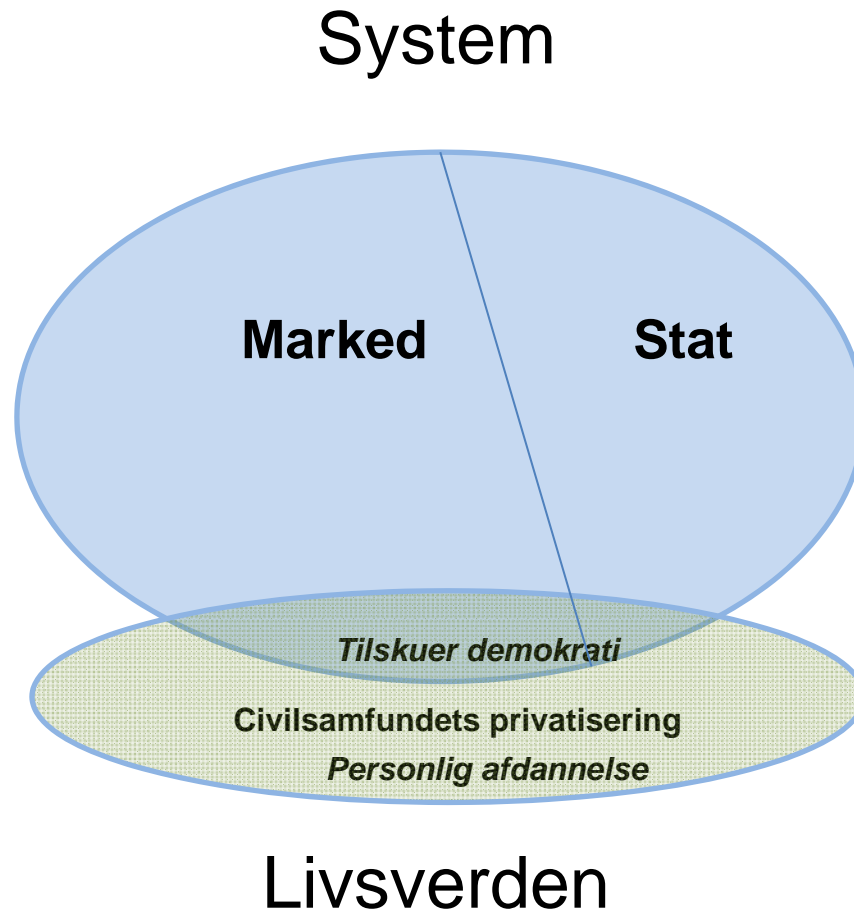 System
Marked
Stat
Tilskuer demokrati
Civilsamfundets privatisering
Personlig afdannelse
Livsverden